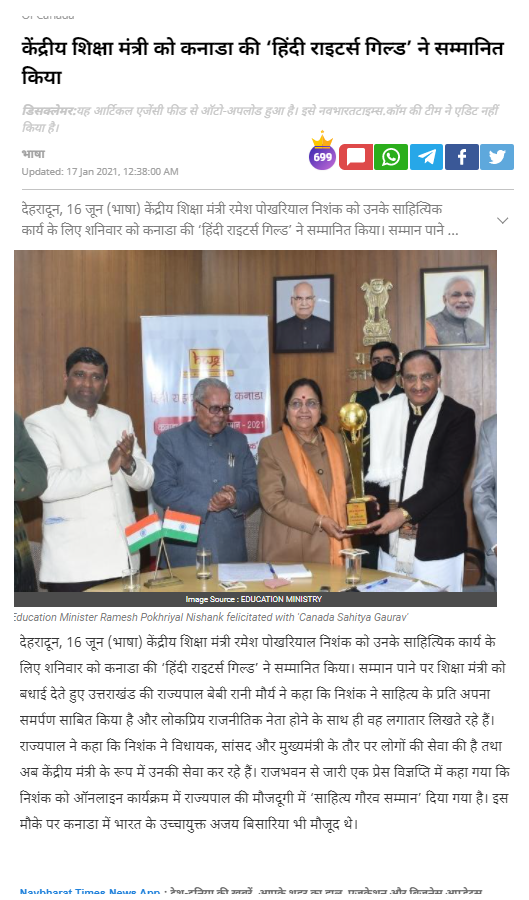 केंद्रीय शिक्षा मंत्री को कनाडा की ‘हिंदी राइटर्स गिल्ड’ ने सम्मानित
किया
डिसक्लेमर:यह आर्टिकल एजेंसी फीड से ऑटो-अपलोड हुआ है। इसे नवभारतटाइम्स.कॉम की टीम ने एडिट नहीं
किया है।
भाषा
699
Updated: 17 Jan 2021, 12:38:00 AM
देहरादून, 16 जून (भाषा) केंद्रीय शिक्षा मंत्री रमेश पोखरियाल निशंक को उनके साहित्यिक
कार्य के लिए शनिवार को कनाडा की ‘हिंदी राइटर्स गिल्ड’ ने सम्मानित किया। सम्मान पाने ...
कनाडा
- 2021
Image Source : EDUCATION MINISTRY
Education Minister Ramesh Pokhriyal Nishank felicitated with 'Canada Sahitya Gaurav'
देहरादून, 16 जून (भाषा) केंद्रीय शिक्षा मंत्री रमेश पोखरियाल निशंक को उनके साहित्यिक कार्य के
लिए शनिवार को कनाडा की ‘हिंदी राइटर्स गिल्ड’ ने सम्मानित किया। सम्मान पाने पर शिक्षा मंत्री को
बधाई देते हुए उत्तराखंड की राज्यपाल बेबी रानी मौर्य ने कहा कि निशंक ने साहित्य के प्रति अपना
समर्पण साबित किया है और लोकप्रिय राजनीतिक नेता होने के साथ ही वह लगातार लिखते रहे हैं।
राज्यपाल ने कहा कि निशंक ने विधायक, सांसद और मुख्यमंत्री के तौर पर लोगों की सेवा की है तथा
अब केंद्रीय मंत्री के रूप में उनकी सेवा कर रहे हैं। राजभवन से जारी एक प्रेस विज्ञप्ति में कहा गया कि
निशंक को ऑनलाइन कार्यक्रम में राज्यपाल की मौजदूगी में ‘साहित्य गौरव सम्मान’ दिया गया है। इस
मौके पर कनाडा में भारत के उच्चायुक्त अजय बिसारिया भी मौजूद थे।
Navbharat Times News App :